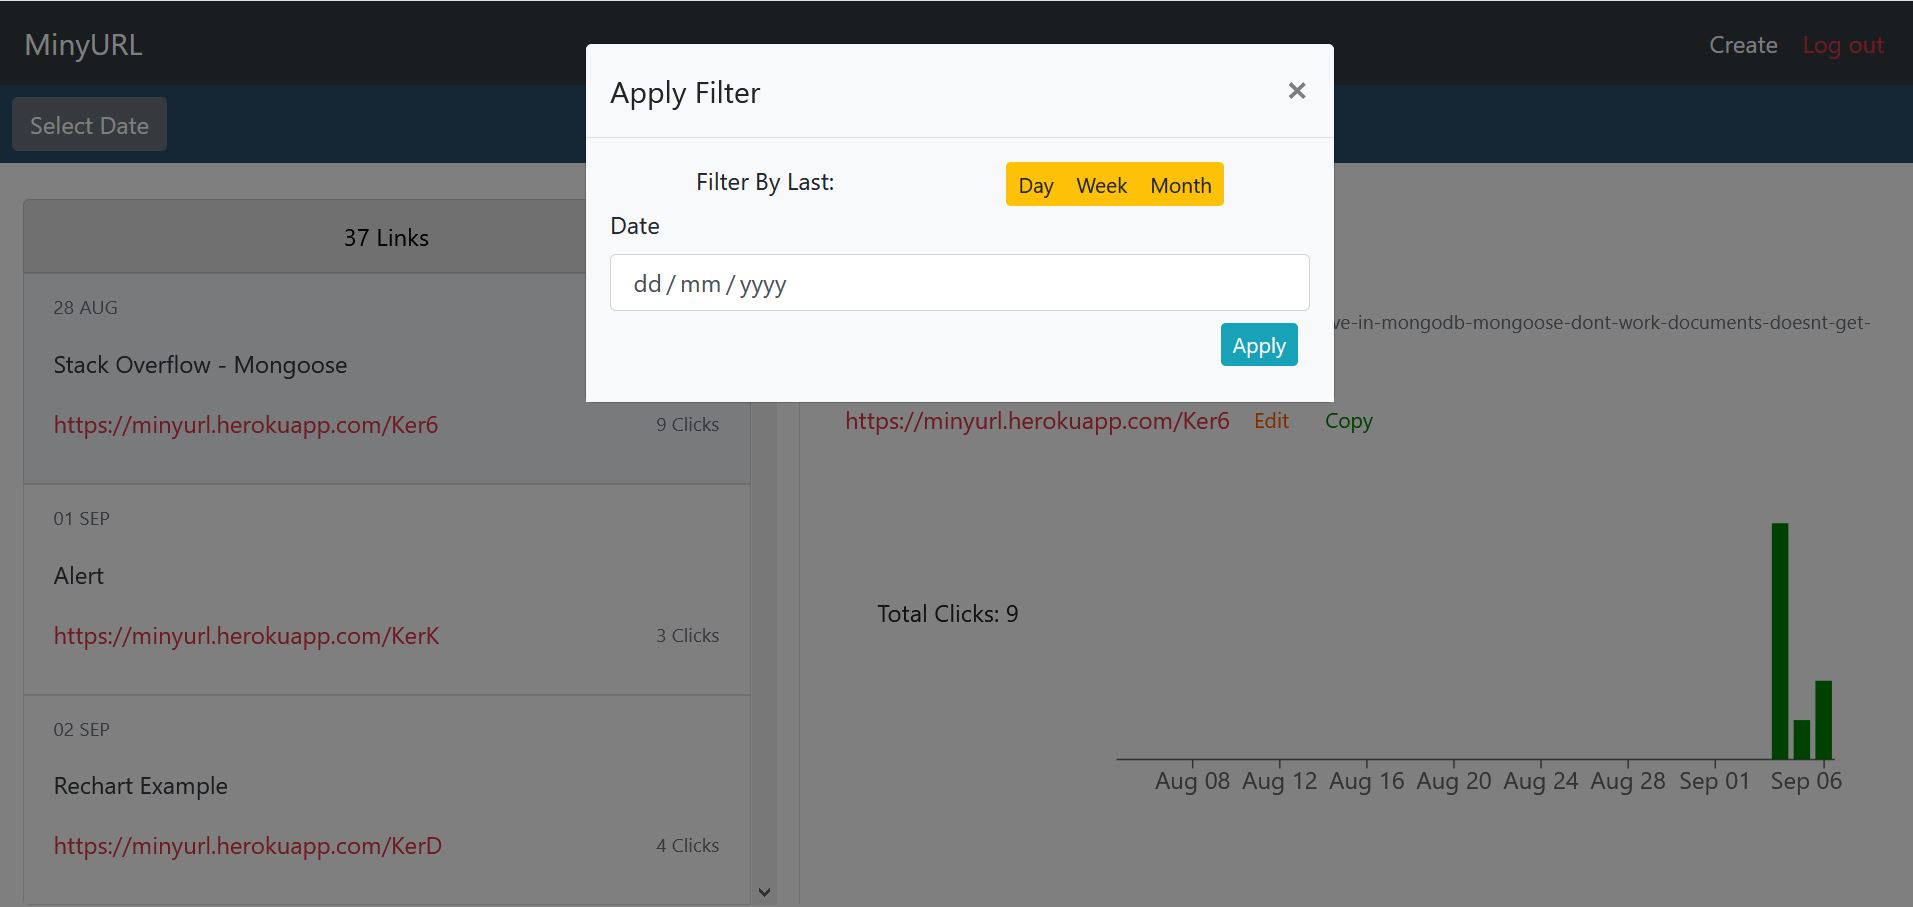 MinyURL
Create Log out
Select Date
Apply Filter
×
Filter By Last:
Day Week Month
Date
dd/mm/yyyy
Apply
37 Links
28 AUG
Stack Overflow - Mongoose
https://minyurl.herokuapp.com/Ker6 9 Clicks
01 SEP
Alert
https://minyurl.herokuapp.com/KerK 3 Clicks
02 SEP
Rechart Example
https://minyurl.herokuapp.com/KerD 4 Clicks
ve-in-mongodb-mongoose-dont-work-documents-doesnt-get-
https://minyurl.herokuapp.com/Ker6 Edit Copy
Total Clicks: 9
Aug 08 Aug 12 Aug 16 Aug 20 Aug 24 Aug 28 Sep 01 Sep 06